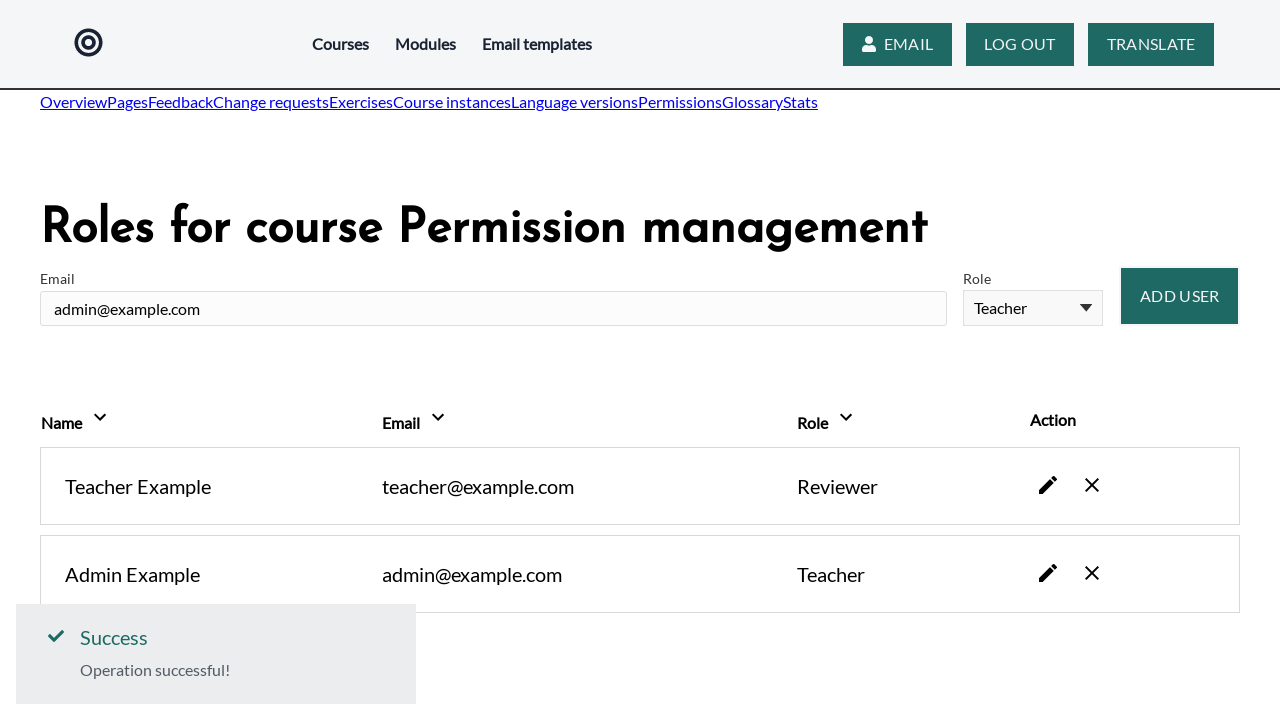 Courses Modules Email templates EMAIL LOG OUT TRANSLATE
OverviewPagesFeedbackChange requestsExercisesCourse instancesLanguage versionsPermissionsGlossaryStats
Roles for course Permission management
Email Role
admin@example.com Teacher ADD USER
Name Email Role Action
Teacher Example teacher@example.com Reviewer
Admin Example admin@example.com Teacher
Success
Operation successful!